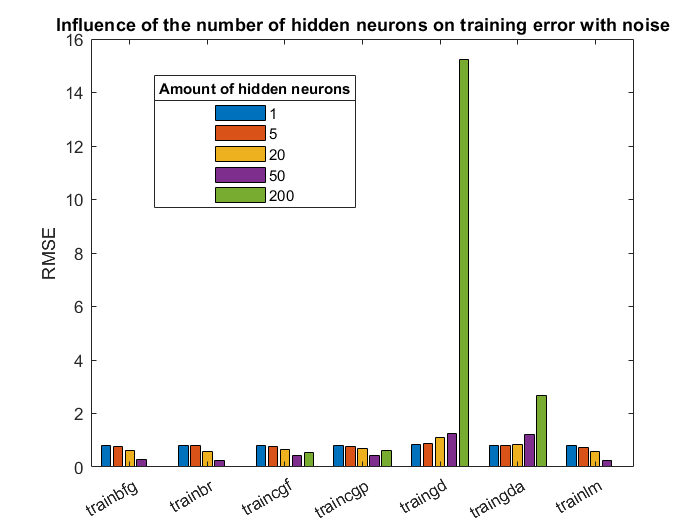 Influence of the number of hidden neurons on training error with noise
16
14
12
10
8
6
4
2
0
RMSE
Amount of hidden neurons
1
5
20
50
200
trainbfg
trainbr
traincgf
traincgp
traingd
traingda
trainlm